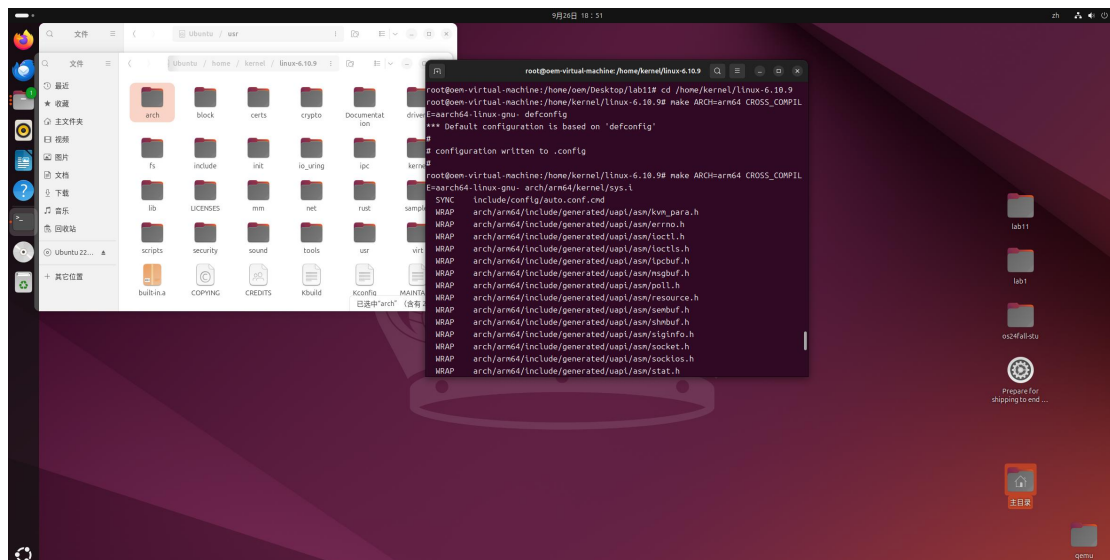 9月26日 18：51
zh
文件
Ubuntu / usr
文件
Ubuntu / home / kernel / linux-6.10.9
最近
收藏
主文件夹
视频
图片
文档
下载
音乐
回收站
Ubuntu 22...
+ 其它位置
arch
block
certs
crypto
Documentat
ion
driver
fs
include
init
io_uring
ipc
kerne
lib
LICENSES
mm
net
rust
sampl
scripts
security
sound
tools
usr
virt
built-in.a
COPYING
CREDITS
Kbuild
Kconfig
MAINTA
已选中"arch" （含有 2
root@oem-virtual-machine: /home/kernel/linux-6.10.9
root@oem-virtual-machine:/home/oem/Desktop/lab11# cd /home/kernel/linux-6.10.9
root@oem-virtual-machine:/home/kernel/linux-6.10.9# make ARCH=arm64 CROSS_COMPIL
E=aarch64-linux-gnu- defconfig
*** Default configuration is based on 'defconfig'
#
# configuration written to .config
#
root@oem-virtual-machine:/home/kernel/linux-6.10.9# make ARCH=arm64 CROSS_COMPIL
E=aarch64-linux-gnu- arch/arm64/kernel/sys.i
SYNC include/config/auto.conf.cmd
WRAP arch/arm64/include/generated/uapi/asm/kvm_para.h
WRAP arch/arm64/include/generated/uapi/asm/errno.h
WRAP arch/arm64/include/generated/uapi/asm/ioctl.h
WRAP arch/arm64/include/generated/uapi/asm/ioctls.h
WRAP arch/arm64/include/generated/uapi/asm/ipcbuf.h
WRAP arch/arm64/include/generated/uapi/asm/msgbuf.h
WRAP arch/arm64/include/generated/uapi/asm/poll.h
WRAP arch/arm64/include/generated/uapi/asm/resource.h
WRAP arch/arm64/include/generated/uapi/asm/sembuf.h
WRAP arch/arm64/include/generated/uapi/asm/shmbuf.h
WRAP arch/arm64/include/generated/uapi/asm/siginfo.h
WRAP arch/arm64/include/generated/uapi/asm/socket.h
WRAP arch/arm64/include/generated/uapi/asm/sockios.h
WRAP arch/arm64/include/generated/uapi/asm/stat.h
lab11
lab1
os24fall-stu
Prepare for
shipping to end ...
主目录
qemu
1